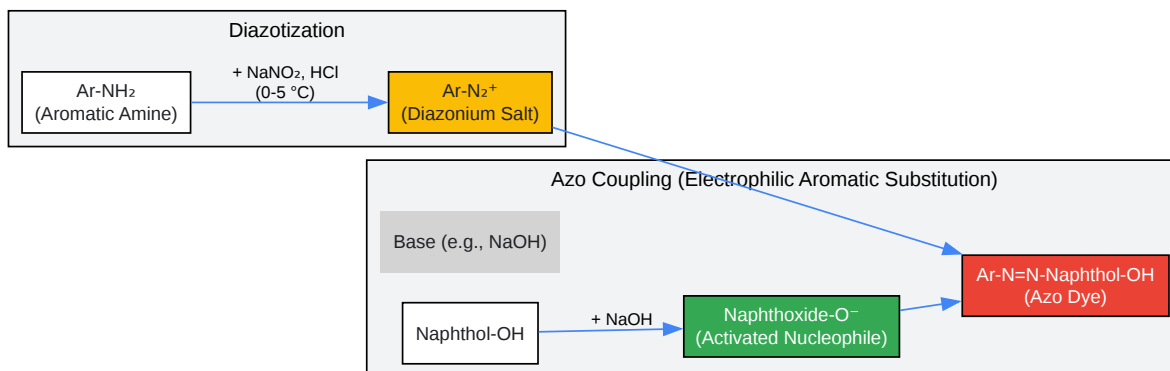 Diazotization
+ NaNO₂, HCl
(0-5 °C)
Ar-NH₂
(Aromatic Amine)
Ar-N₂⁺
(Diazonium Salt)
Azo Coupling (Electrophilic Aromatic Substitution)
Base (e.g., NaOH)
Ar-N=N-Naphthol-OH
(Azo Dye)
Naphthol-OH
+ NaOH
Naphthoxide-O⁻
(Activated Nucleophile)